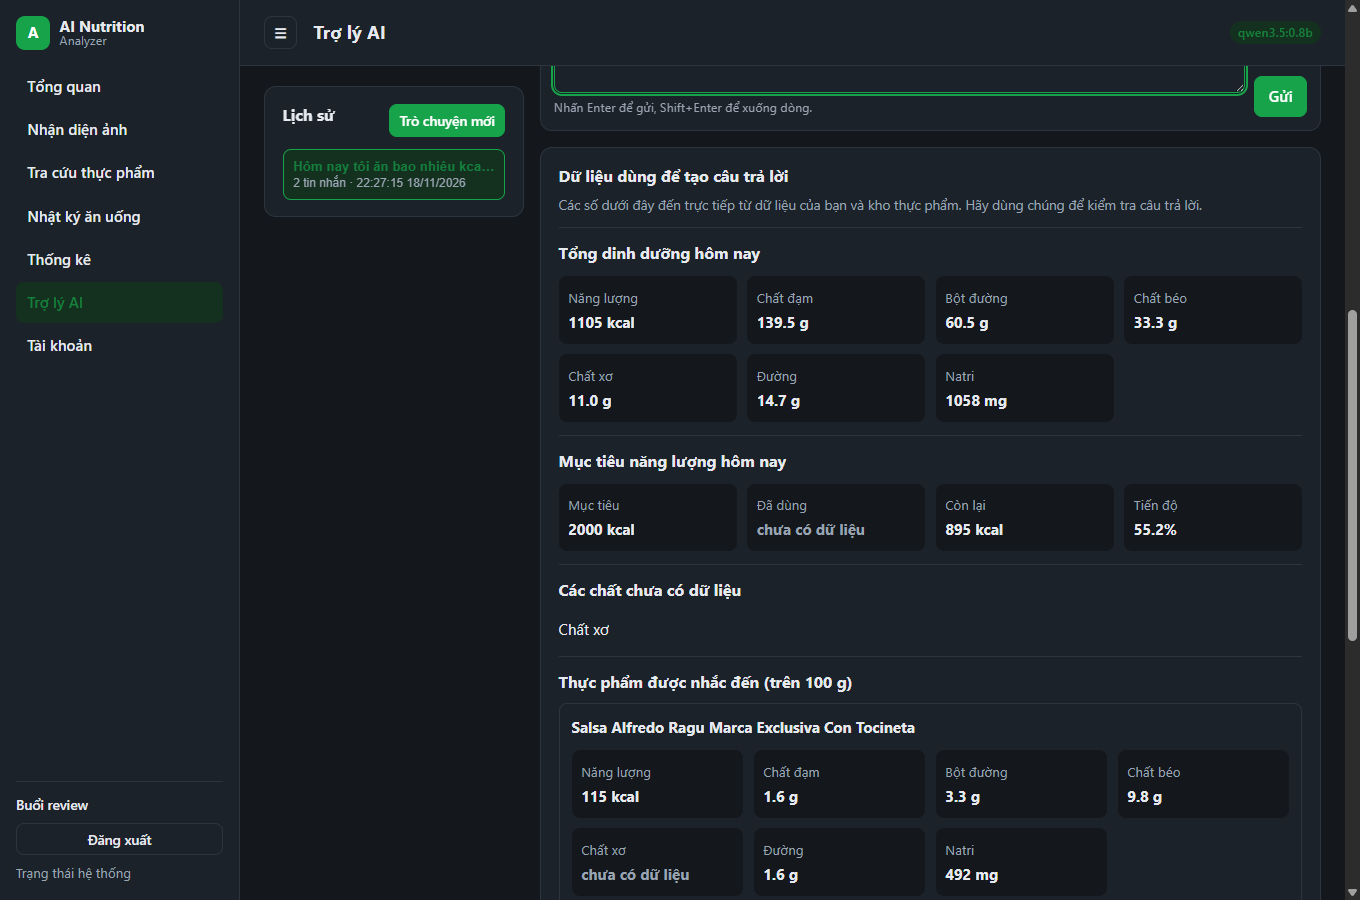 A
AI Nutrition
Analyzer
Tổng quan
Nhận diện ảnh
Tra cứu thực phẩm
Nhật ký ăn uống
Thống kê
Trợ lý AI
Tài khoản
Buổi review
Đăng xuất
Trạng thái hệ thống
Trợ lý AI
qwen3.5:0.8b
Lịch sử
Trò chuyện mới
Hôm nay tôi ăn bao nhiêu kca...
2 tin nhắn · 22:27:15 18/11/2026
Nhấn Enter để gửi, Shift+Enter để xuống dòng.
Gửi
Dữ liệu dùng để tạo câu trả lời
Các số dưới đây đến trực tiếp từ dữ liệu của bạn và kho thực phẩm. Hãy dùng chúng để kiểm tra câu trả lời.
Tổng dinh dưỡng hôm nay
Năng lượng
1105 kcal
Chất đạm
139.5 g
Bột đường
60.5 g
Chất béo
33.3 g
Chất xơ
11.0 g
Đường
14.7 g
Natri
1058 mg
Mục tiêu năng lượng hôm nay
Mục tiêu
2000 kcal
Đã dùng
chưa có dữ liệu
Còn lại
895 kcal
Tiến độ
55.2%
Các chất chưa có dữ liệu
Chất xơ
Thực phẩm được nhắc đến (trên 100 g)
Salsa Alfredo Ragu Marca Exclusiva Con Tocineta
Năng lượng
115 kcal
Chất đạm
1.6 g
Bột đường
3.3 g
Chất béo
9.8 g
Chất xơ
chưa có dữ liệu
Đường
1.6 g
Natri
492 mg